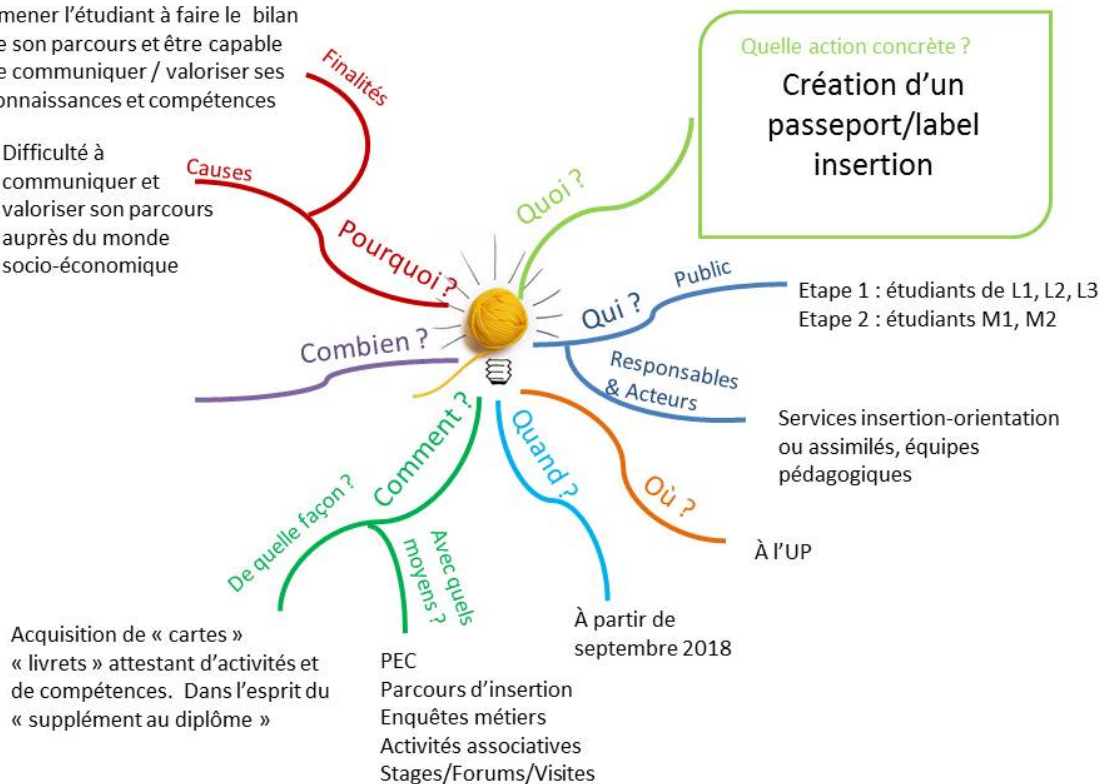 mener l'étudiant à faire le bilan
e son parcours et être capable
e communiquer / valoriser ses
onnaissances et compétences
Finalités
Difficulté à
communiquer et
valoriser son parcours
auprès du monde
socio-économique
Causes
Pourquoi ?
Quoi ?
Quelle action concrète ?
Création d'un
passeport/label
insertion
Qui ?
Public
Etape 1 : étudiants de L1, L2, L3
Etape 2 : étudiants M1, M2
Responsables
& Acteurs
Services insertion-orientation
ou assimilés, équipes
pédagogiques
Où ?
À l'UP
Quand ?
À partir de
septembre 2018
Combien ?
Comment ?
De quelle façon ?
Acquisition de « cartes »
« livrets » attestant d'activités et
de compétences. Dans l'esprit du
« supplément au diplôme »
Avec quels
moyens ?
PEC
Parcours d'insertion
Enquêtes métiers
Activités associatives
Stages/Forums/Visites